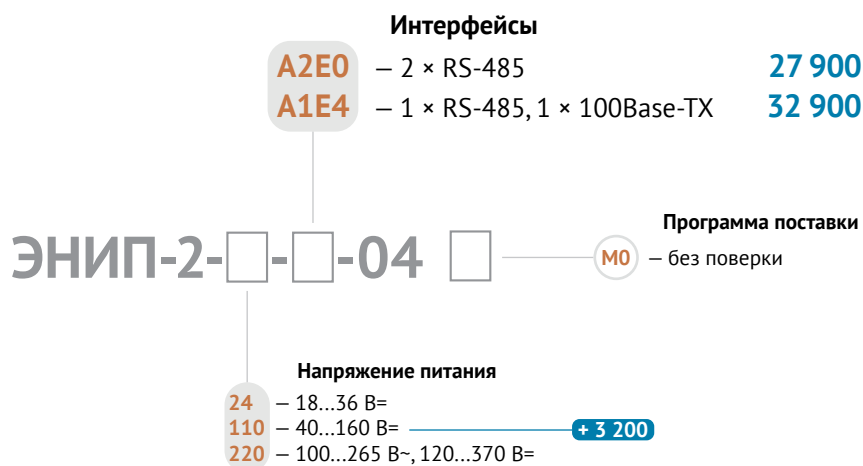 Интерфейсы
A2E0 – 2 × RS-485 27 900
A1E4 – 1 × RS-485, 1 × 100Base-TX 32 900
Программа поставки
ЭНИП-2-□-□-04 □ M0 – без поверки
Напряжение питания
24 – 18...36 В=
110 – 40...160 В= + 3 200
220 – 100...265 В~, 120...370 В=